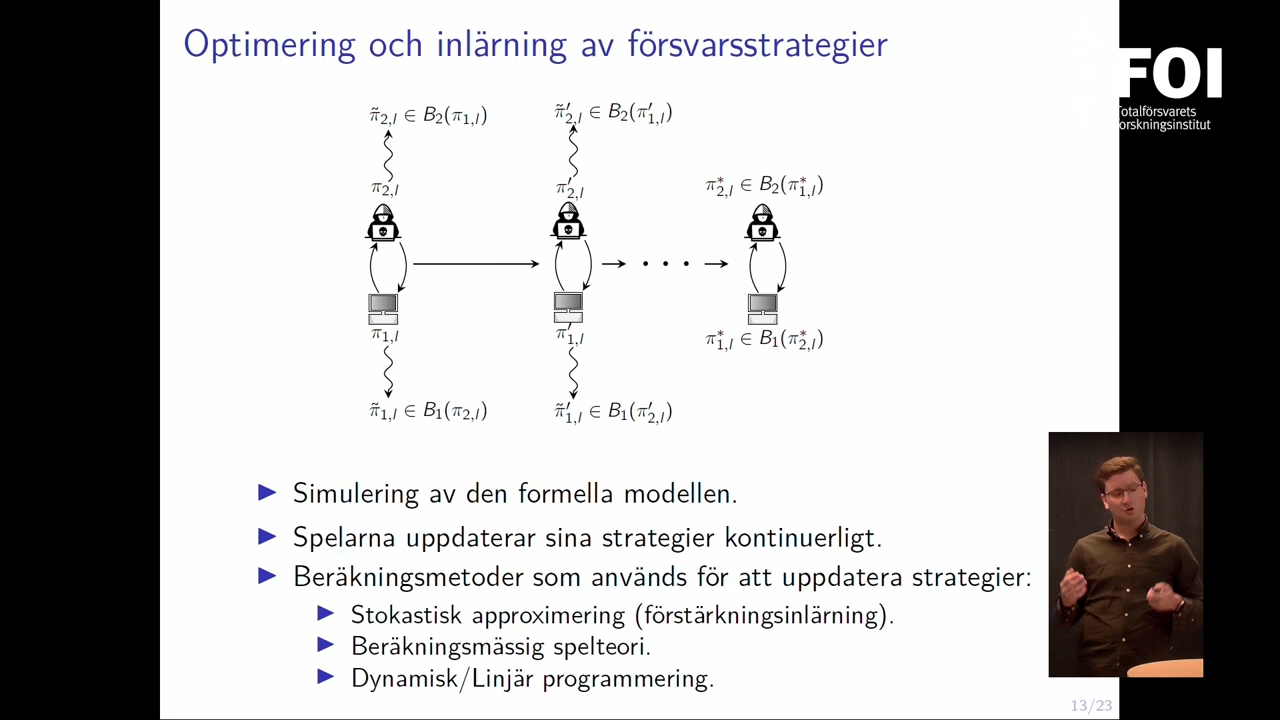 Optimering och inlärning av försvarsstrategier
FOI
Totalförsvarets
forskningsinstitut
π̃₂,ₗ ∈ B₂(π₁,ₗ)
π̃′₂,ₗ ∈ B₂(π′₁,ₗ)
π₂,ₗ
π′₂,ₗ
π*₂,ₗ ∈ B₂(π*₁,ₗ)
π₁,ₗ
π′₁,ₗ
π*₁,ₗ ∈ B₁(π*₂,ₗ)
π̃₁,ₗ ∈ B₁(π₂,ₗ)
π̃′₁,ₗ ∈ B₁(π′₂,ₗ)
Simulering av den formella modellen.
Spelarna uppdaterar sina strategier kontinuerligt.
Beräkningsmetoder som används för att uppdatera strategier:
Stokastisk approximering (förstärkningsinlärning).
Beräkningsmässig spelteori.
Dynamisk/Linjär programmering.
13/23